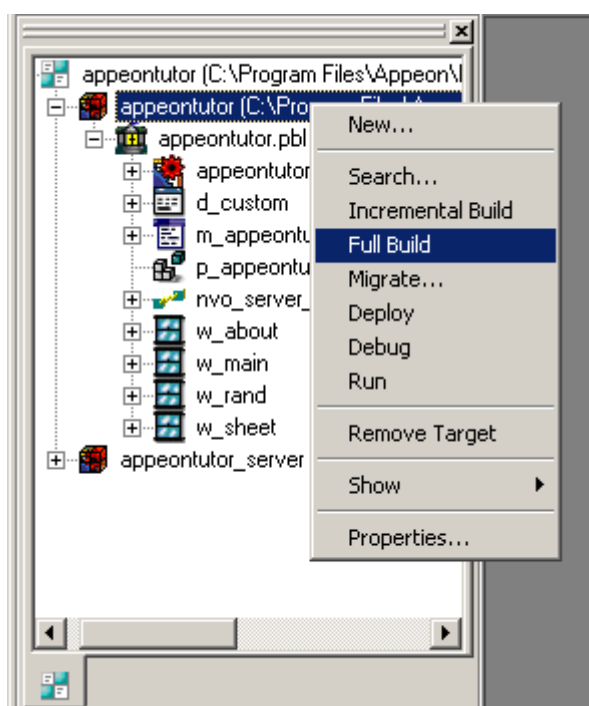 appeontutor (C:\Program Files\Appeon\
appeontutor (C:\Pro
appeontutor.pbl
appeontutor
d_custom
m_appeontu
p_appeontu
nvo_server_
w_about
w_main
w_rand
w_sheet
appeontutor_server
New...
Search...
Incremental Build
Full Build
Migrate...
Deploy
Debug
Run
Remove Target
Show
Properties...